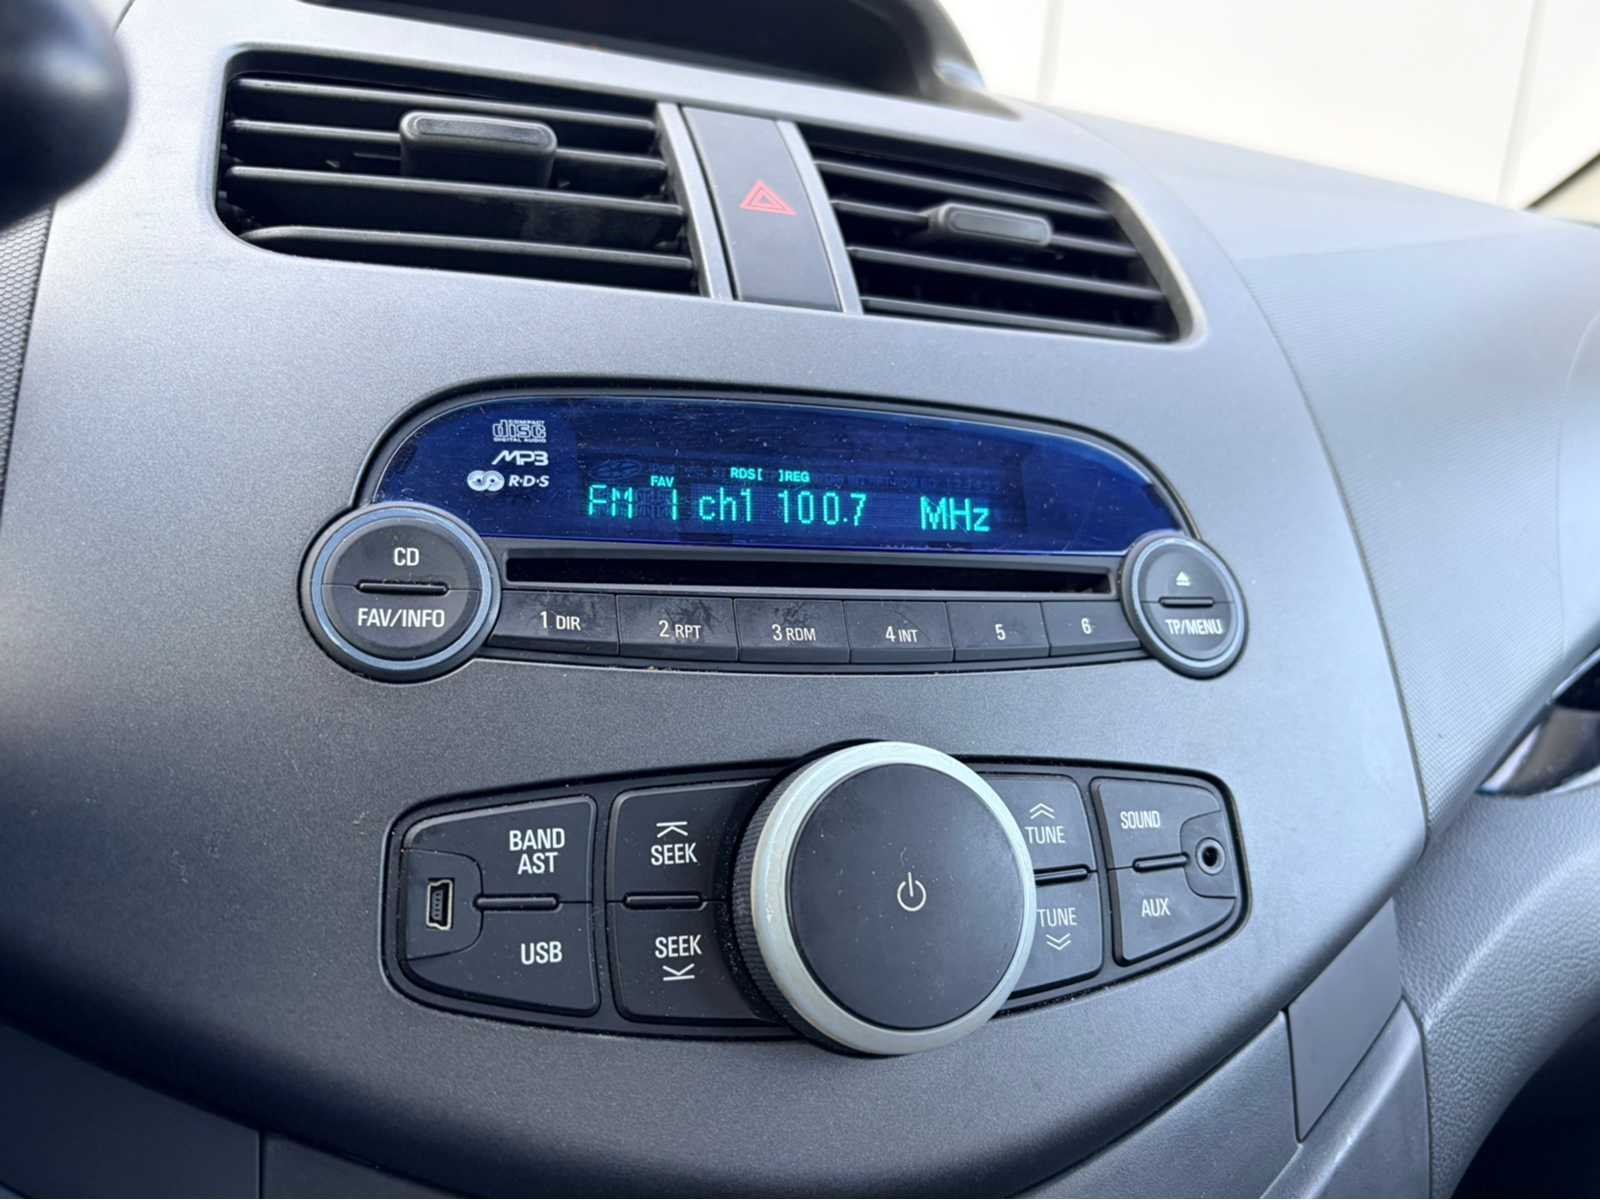 COMPACT
disc
DIGITAL AUDIO
MP3
R·D·S
FAV RDS[ ]REG
FM 1 ch1 100.7 MHz
CD
FAV/INFO
1 DIR
2 RPT
3 RDM
4 INT
5
6
TP/MENU
BAND
AST
USB
SEEK
SEEK
TUNE
TUNE
SOUND
AUX